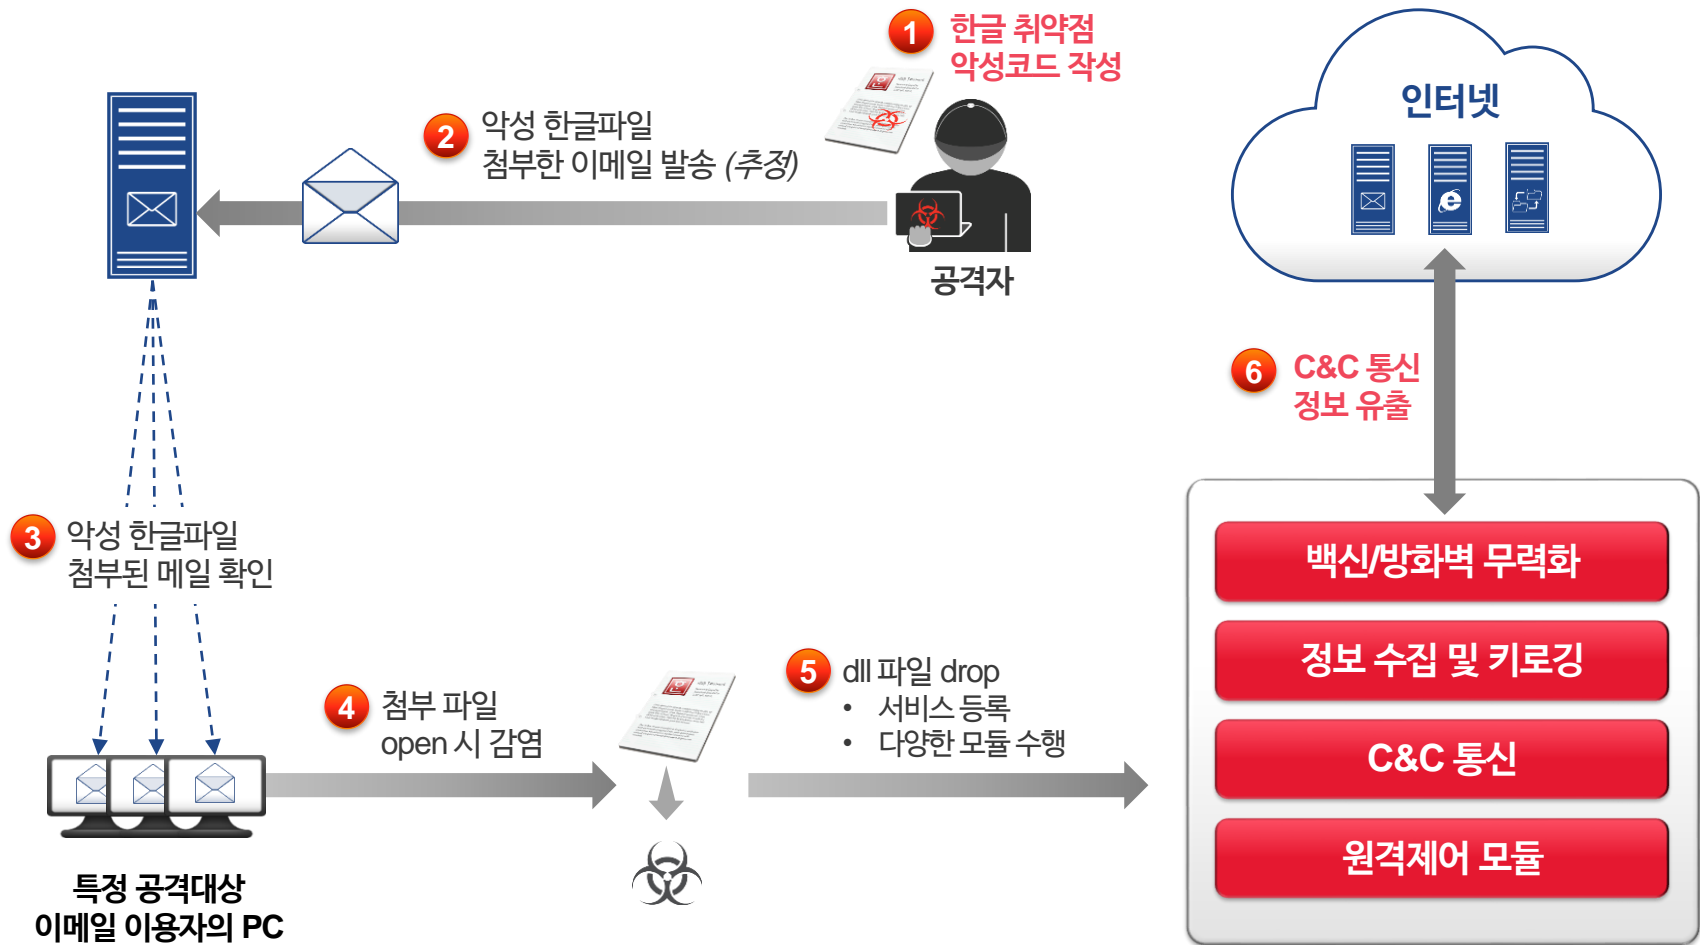 1
한글 취약점
악성코드 작성
2
악성 한글파일
첨부한 이메일 발송 (추정)
공격자
인터넷
3
악성 한글파일
첨부된 메일 확인
4
첨부 파일
open 시 감염
5
dll 파일 drop
• 서비스 등록
• 다양한 모듈 수행
6
C&C 통신
정보 유출
백신/방화벽 무력화
정보 수집 및 키로깅
C&C 통신
원격제어 모듈
특정 공격대상
이메일 이용자의 PC